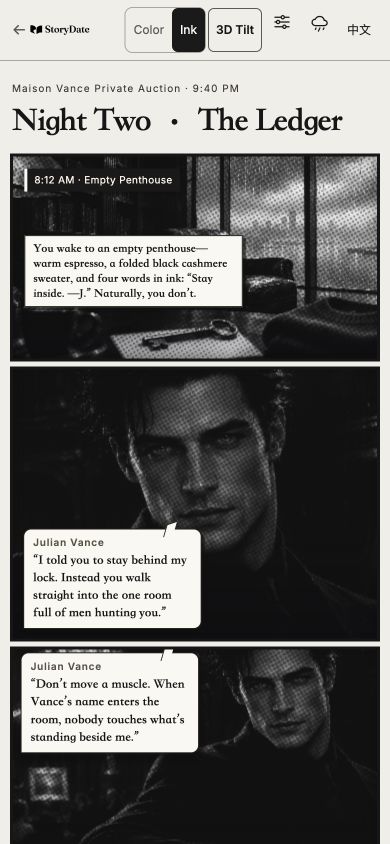 StoryDate
Color
Ink
3D Tilt
中文
Maison Vance Private Auction · 9:40 PM
Night Two · The Ledger
8:12 AM · Empty Penthouse
You wake to an empty penthouse—
warm espresso, a folded black cashmere
sweater, and four words in ink: “Stay
inside. —J.” Naturally, you don’t.
Julian Vance
“I told you to stay behind my
lock. Instead you walk
straight into the one room
full of men hunting you.”
Julian Vance
“Don’t move a muscle. When
Vance’s name enters the
room, nobody touches what’s
standing beside me.”